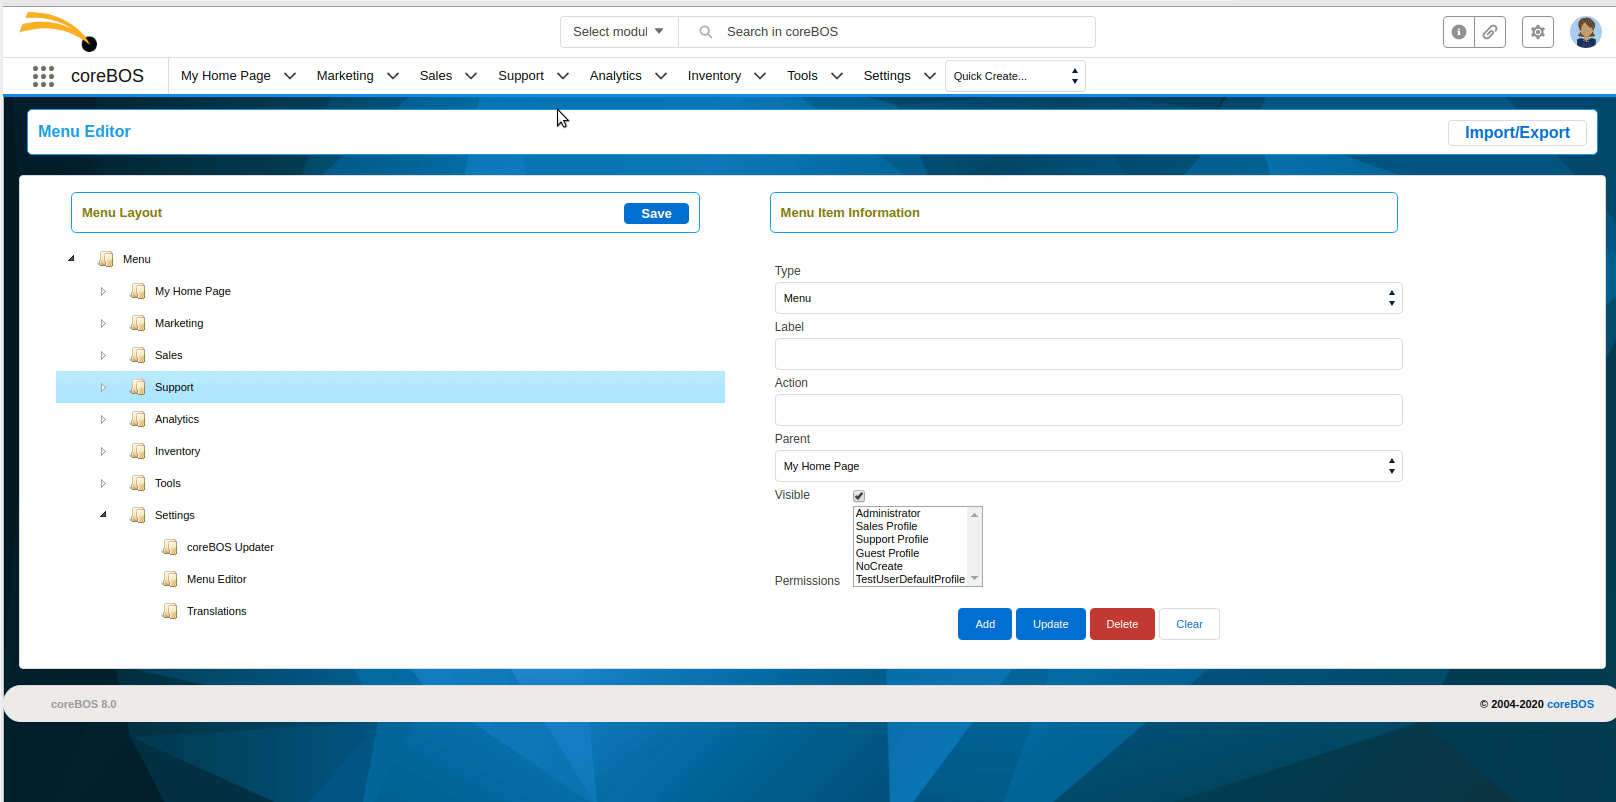 Select modul
Search in coreBOS
coreBOS
My Home Page
Marketing
Sales
Support
Analytics
Inventory
Tools
Settings
Quick Create...
Menu Editor
Import/Export
Menu Layout
Save
Menu
My Home Page
Marketing
Sales
Support
Analytics
Inventory
Tools
Settings
coreBOS Updater
Menu Editor
Translations
Menu Item Information
Type
Menu
Label
Action
Parent
My Home Page
Visible
Administrator
Sales Profile
Support Profile
Guest Profile
NoCreate
TestUserDefaultProfile
Permissions
Add
Update
Delete
Clear
coreBOS 8.0
© 2004-2020 coreBOS